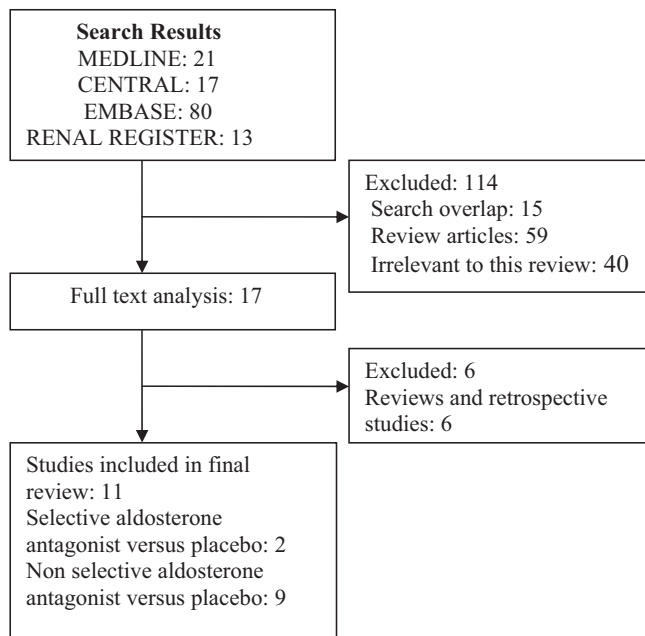 Search Results
MEDLINE: 21
CENTRAL: 17
EMBASE: 80
RENAL REGISTER: 13
Excluded: 114
Search overlap: 15
Review articles: 59
Irrelevant to this review: 40
Full text analysis: 17
Excluded: 6
Reviews and retrospective
studies: 6
Studies included in final
review: 11
Selective aldosterone
antagonist versus placebo: 2
Non selective aldosterone
antagonist versus placebo: 9